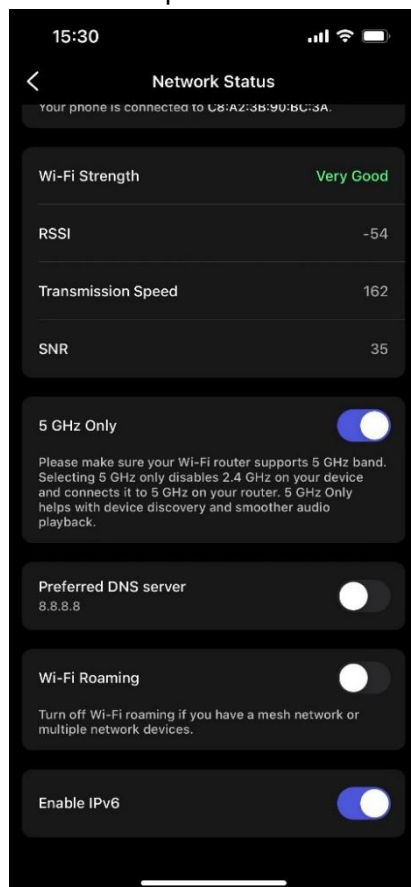 15:30
Network Status
Your phone is connected to C8:A2:3B:90:BC:3A.
Wi-Fi Strength Very Good
RSSI -54
Transmission Speed 162
SNR 35
5 GHz Only
Please make sure your Wi-Fi router supports 5 GHz band.
Selecting 5 GHz only disables 2.4 GHz on your device
and connects it to 5 GHz on your router. 5 GHz Only
helps with device discovery and smoother audio
playback.
Preferred DNS server
8.8.8.8
Wi-Fi Roaming
Turn off Wi-Fi roaming if you have a mesh network or
multiple network devices.
Enable IPv6